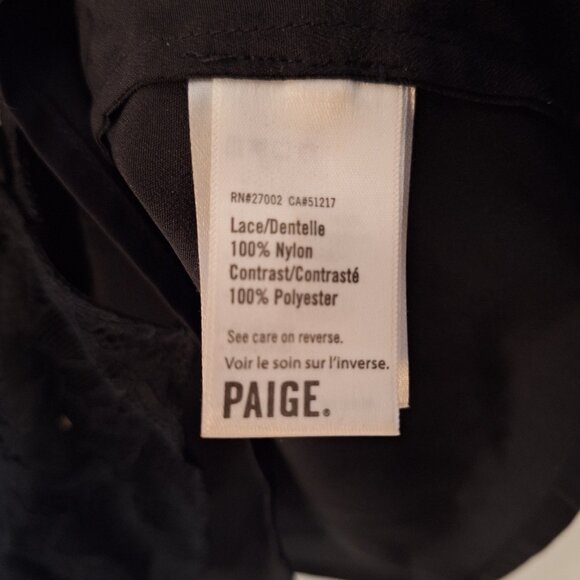 RN#27002 CA#51217
Lace/Dentelle
100% Nylon
Contrast/Contrasté
100% Polyester
See care on reverse.
Voir le soin sur l'inverse.
PAIGE®